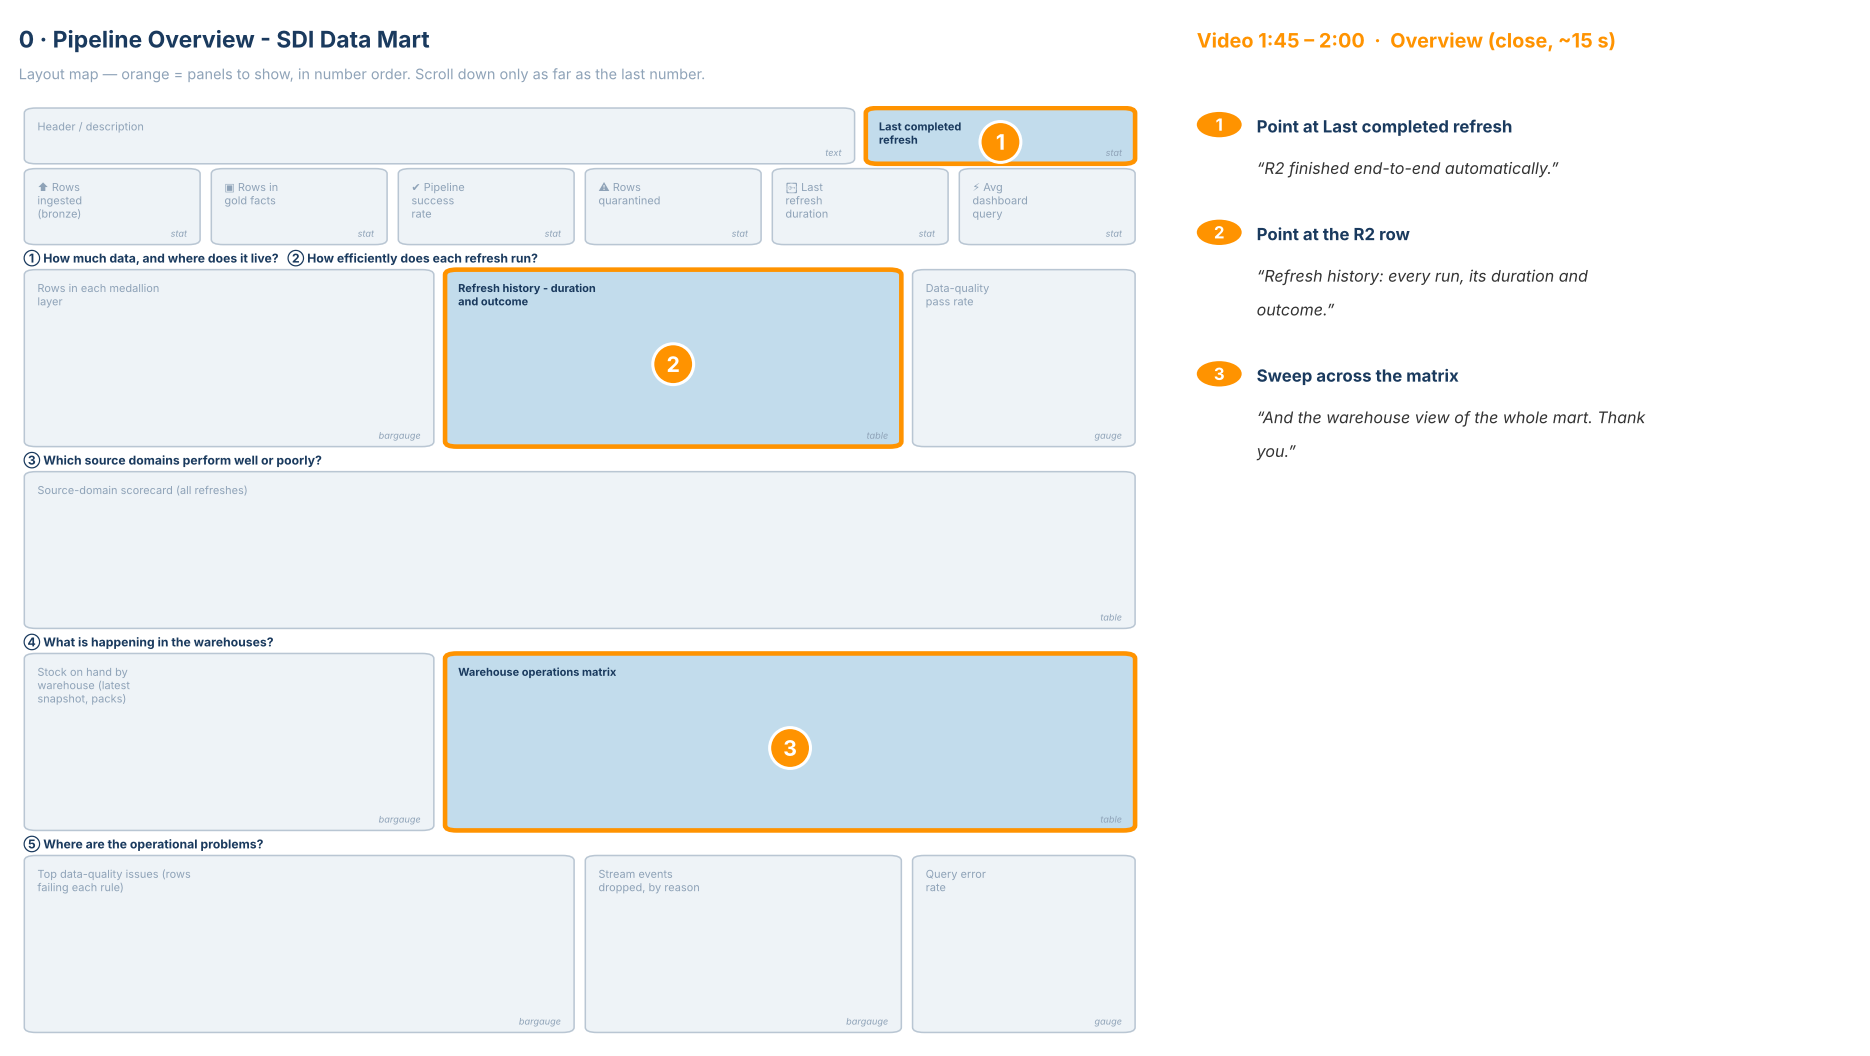 0 · Pipeline Overview - SDI Data Mart
Layout map — orange = panels to show, in number order. Scroll down only as far as the last number.
Header / description
text
Last completed
refresh
1
stat
⬆ Rows
ingested
(bronze)
stat
▣ Rows in
gold facts
stat
✔ Pipeline
success
rate
stat
⚠ Rows
quarantined
stat
Last
refresh
duration
stat
⚡ Avg
dashboard
query
stat
① How much data, and where does it live? ② How efficiently does each refresh run?
Rows in each medallion
layer
bargauge
Refresh history - duration
and outcome
2
table
Data-quality
pass rate
gauge
③ Which source domains perform well or poorly?
Source-domain scorecard (all refreshes)
table
④ What is happening in the warehouses?
Stock on hand by
warehouse (latest
snapshot, packs)
bargauge
Warehouse operations matrix
3
table
⑤ Where are the operational problems?
Top data-quality issues (rows
failing each rule)
bargauge
Stream events
dropped, by reason
bargauge
Query error
rate
gauge
Video 1:45 – 2:00 · Overview (close, ~15 s)
1 Point at Last completed refresh
“R2 finished end-to-end automatically.”
2 Point at the R2 row
“Refresh history: every run, its duration and
outcome.”
3 Sweep across the matrix
“And the warehouse view of the whole mart. Thank
you.”